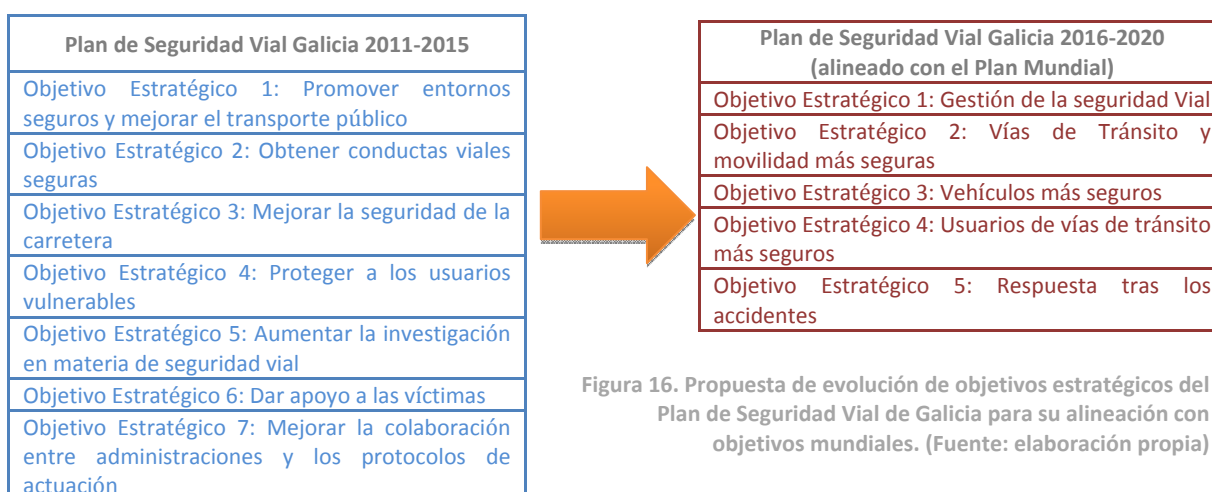 Plan de Seguridad Vial Galicia 2011-2015
Objetivo Estratégico 1: Promover entornos
seguros y mejorar el transporte público
Objetivo Estratégico 2: Obtener conductas viales
seguras
Objetivo Estratégico 3: Mejorar la seguridad de la
carretera
Objetivo Estratégico 4: Proteger a los usuarios
vulnerables
Objetivo Estratégico 5: Aumentar la investigación
en materia de seguridad vial
Objetivo Estratégico 6: Dar apoyo a las víctimas
Objetivo Estratégico 7: Mejorar la colaboración
entre administraciones y los protocolos de
actuación
Plan de Seguridad Vial Galicia 2016-2020
(alineado con el Plan Mundial)
Objetivo Estratégico 1: Gestión de la seguridad Vial
Objetivo Estratégico 2: Vías de Tránsito y
movilidad más seguras
Objetivo Estratégico 3: Vehículos más seguros
Objetivo Estratégico 4: Usuarios de vías de tránsito
más seguros
Objetivo Estratégico 5: Respuesta tras los
accidentes
Figura 16. Propuesta de evolución de objetivos estratégicos del
Plan de Seguridad Vial de Galicia para su alineación con
objetivos mundiales. (Fuente: elaboración propia)